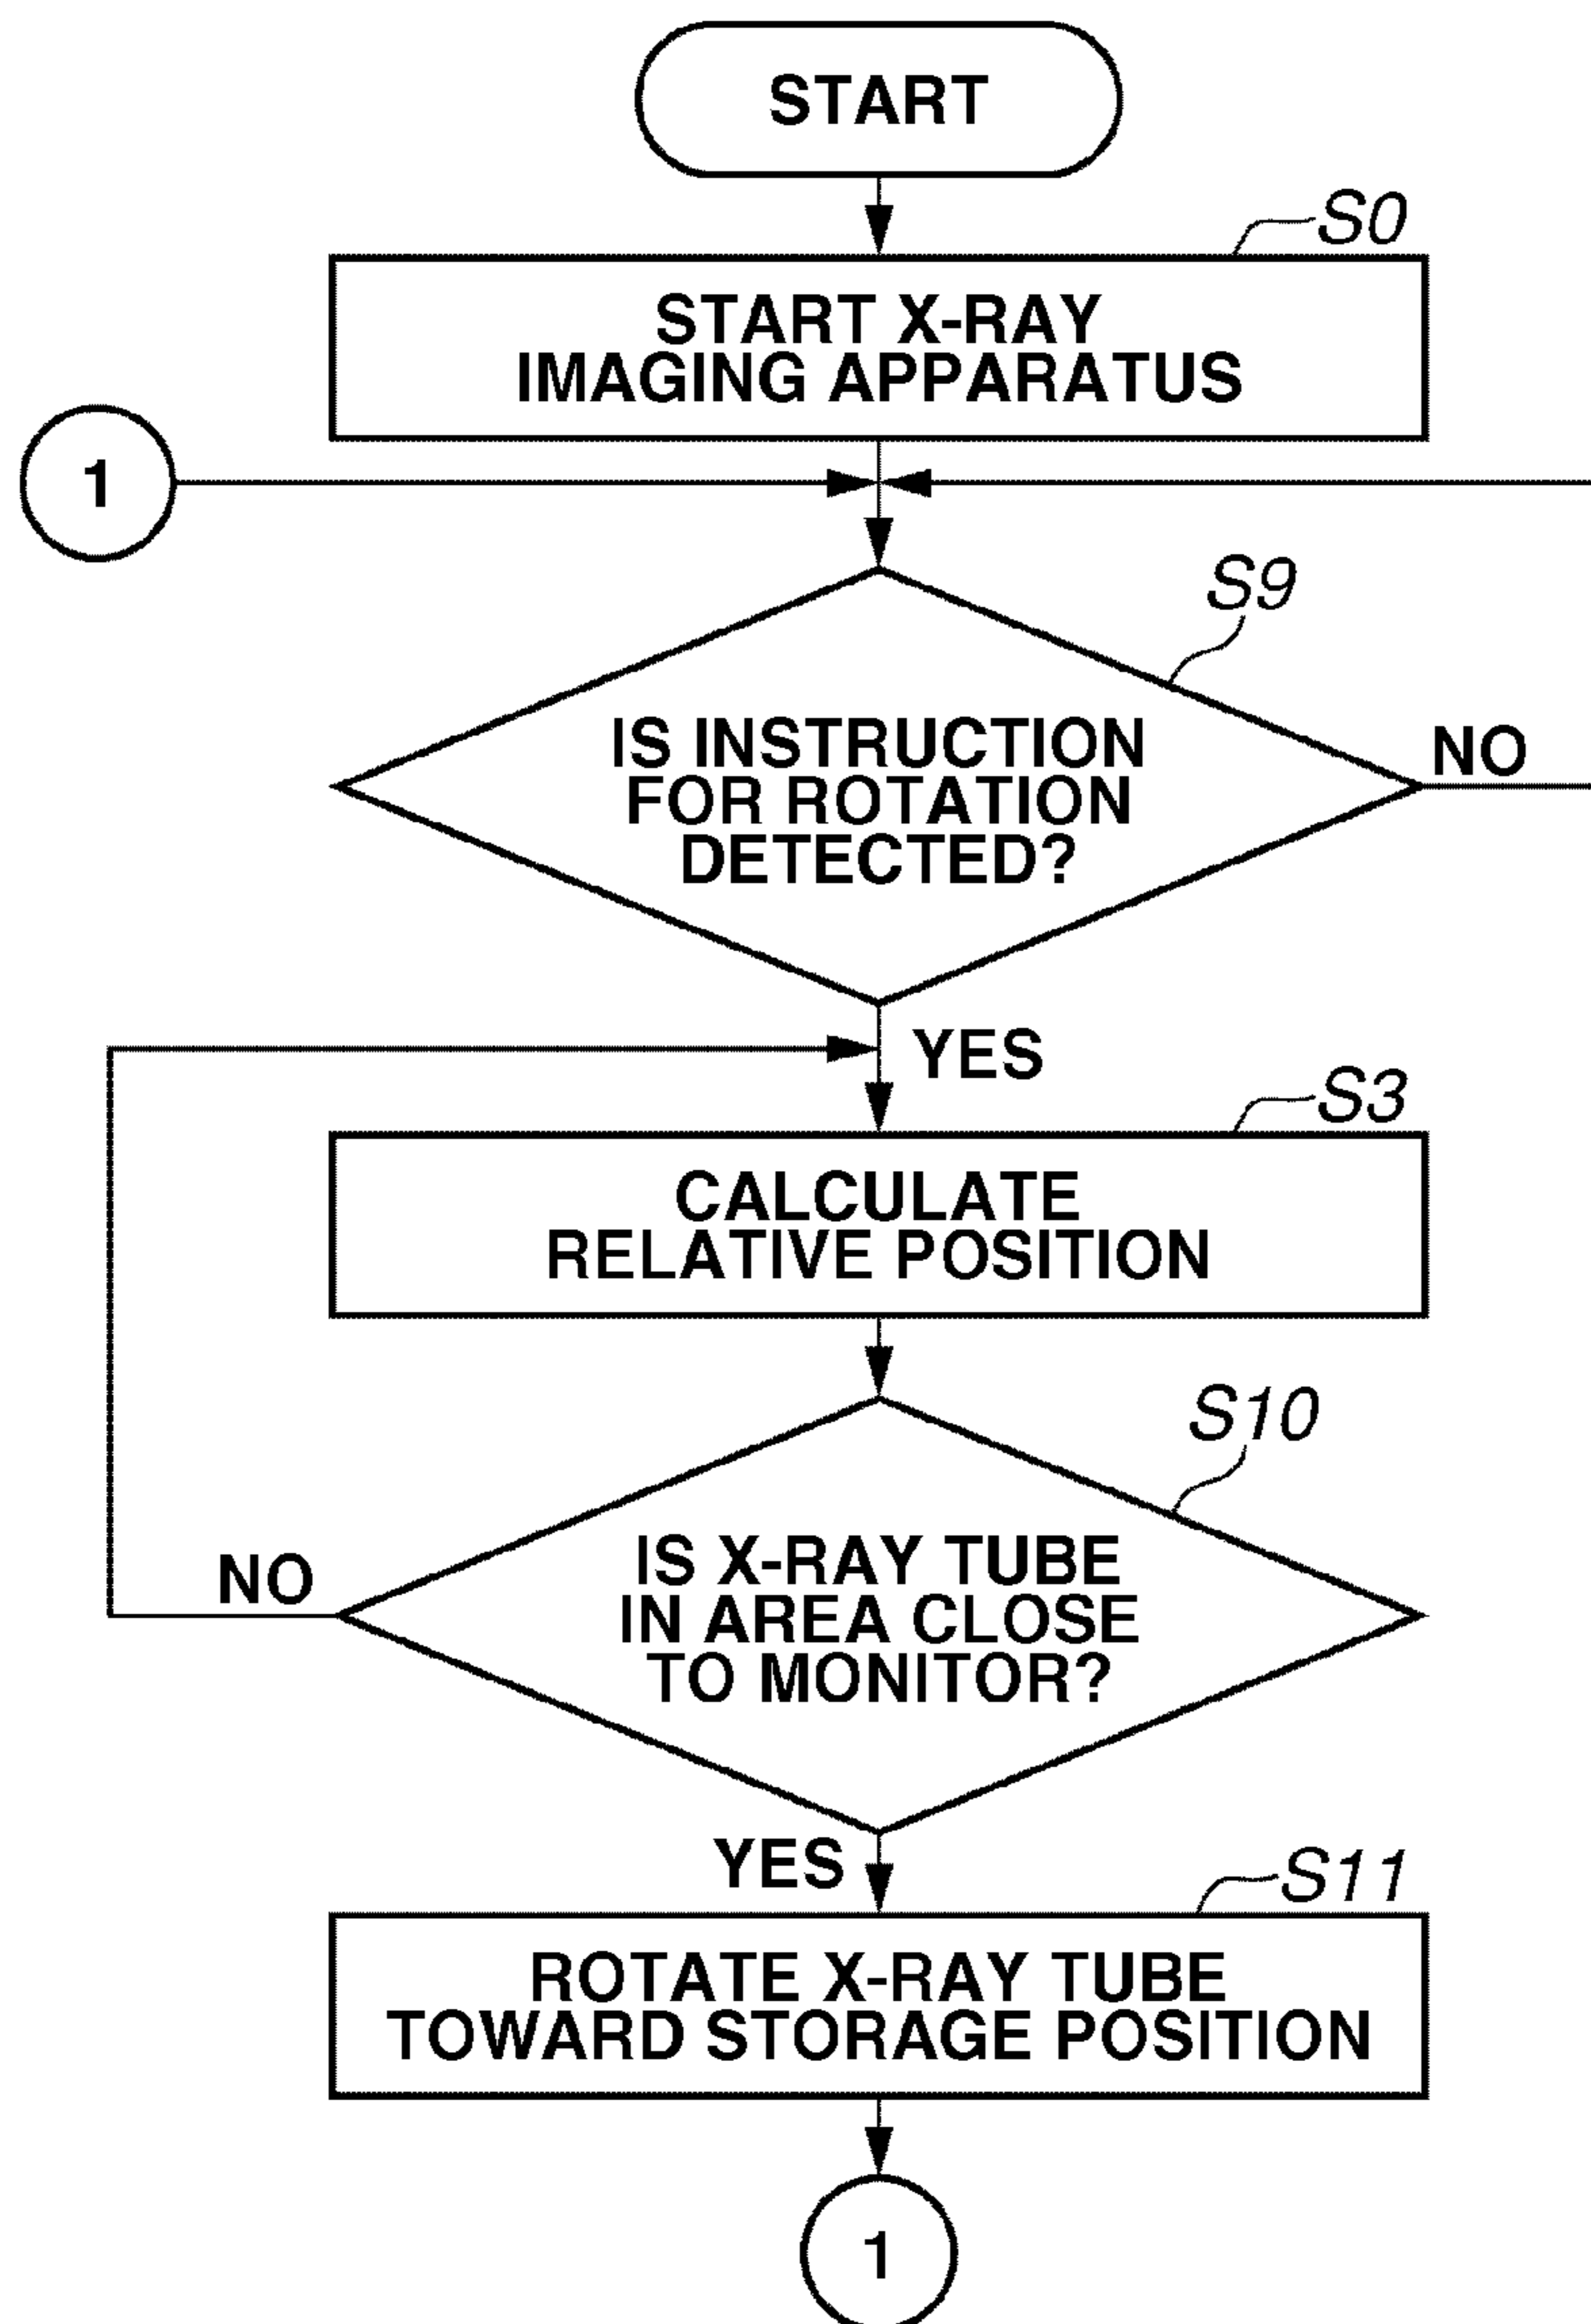 START
S0
START X-RAY
IMAGING APPARATUS
1
S9
IS INSTRUCTION
FOR ROTATION
DETECTED?
NO
YES
S3
CALCULATE
RELATIVE POSITION
S10
IS X-RAY TUBE
IN AREA CLOSE
TO MONITOR?
NO
YES
S11
ROTATE X-RAY TUBE
TOWARD STORAGE POSITION
1